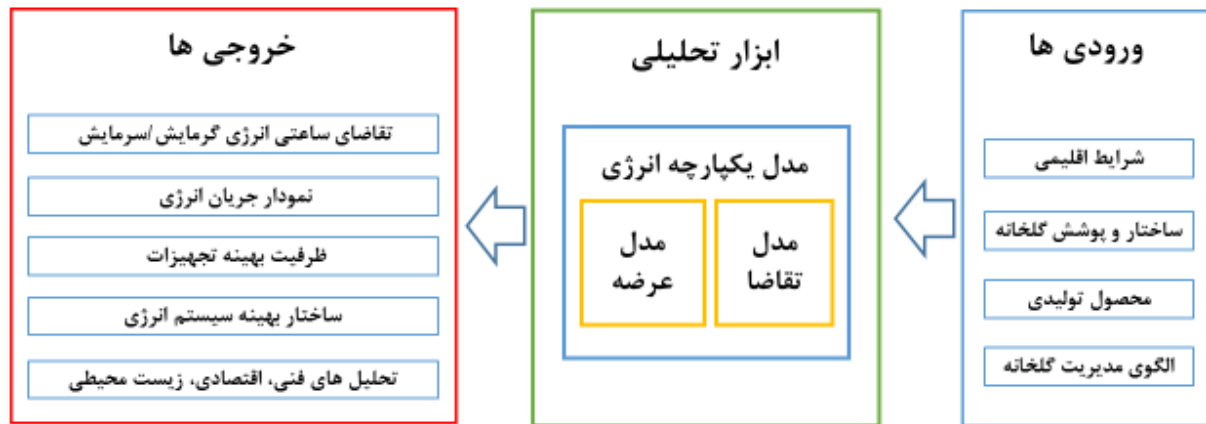 ورودی ها
شرایط اقلیمی
ساختار و پوشش گلخانه
محصول تولیدی
الگوی مدیریت گلخانه
ابزار تحلیلی
مدل یکپارچه انرژی
مدل
تقاضا
مدل
عرضه
خروجی ها
تقاضای ساعتی انرژی گرمایش/سرمایش
نمودار جریان انرژی
ظرفیت بهینه تجهیزات
ساختار بهینه سیستم انرژی
تحلیل های فنی، اقتصادی، زیست محیطی